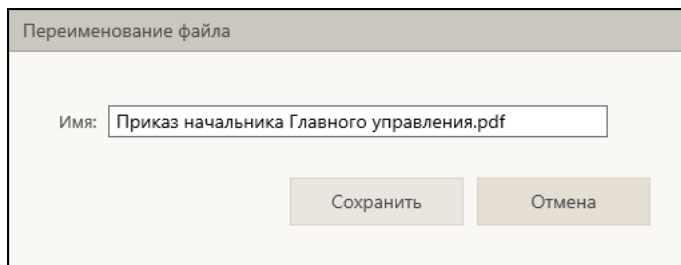 Переименование файла
Имя: Приказ начальника Главного управления.pdf
Сохранить Отмена